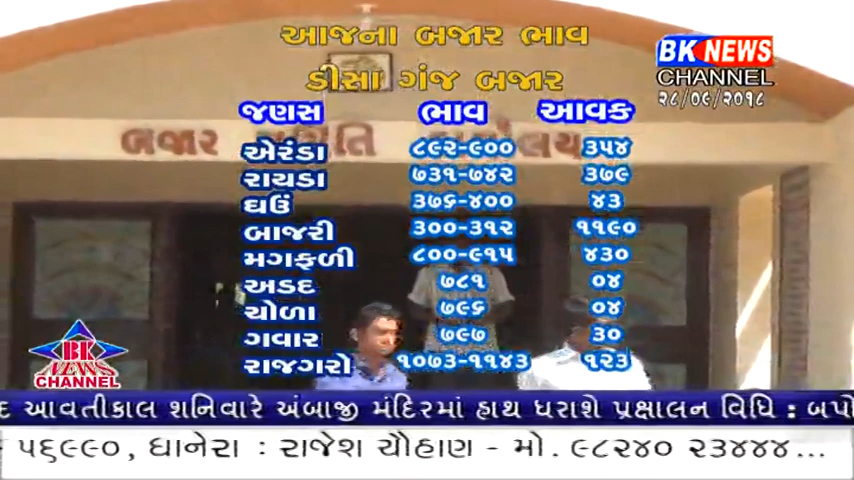 આજના બજાર ભાવ
ડીસા ગંજ બજાર
BK NEWS
CHANNEL
૨૮/૦૯/૨૦૧૮
જણસ ભાવ આવક
બજાર
એરંડા ૮૯૨-૯૦૦ ૩૫૪
રાયડા ૭૩૧-૭૪૨ ૩૭૯
ઘઉં ૩૭૬-૪૦૦ ૪૩
બાજરી ૩૦૦-૩૧૨ ૧૧૯૦
મગફળી ૮૦૦-૯૧૫ ૪૩૦
અડદ ૭૮૧ ૦૪
ચોળા ૭૯૬ ૦૪
ગવાર ૭૯૭ ૩૦
રાજગરો ૧૦૭૩-૧૧૪૩ ૧૨૩
BK
NEWS
CHANNEL
આવતીકાલ શનિવારે અંબાજી મંદિરમાં હાથ ધરાશે પ્રક્ષાલન વિધિ : બપો
૫૬૯૯૦, ધાનેરા : રાજેશ ચૌહાણ - મો. ૯૮૨૪૦ ૨૩૪૪૪...